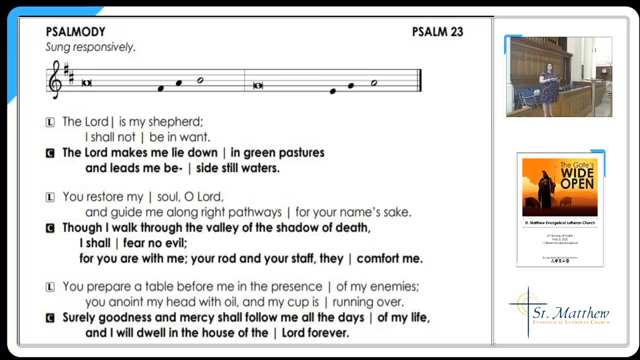 PSALMODY PSALM 23
Sung responsively.
L The Lord| is my shepherd;
I shall not | be in want.
C The Lord makes me lie down | in green pastures
and leads me be- | side still waters.
L You restore my | soul, O Lord,
and guide me along right pathways | for your name's sake.
C Though I walk through the valley of the shadow of death,
I shall | fear no evil;
for you are with me; your rod and your staff, they | comfort me.
L You prepare a table before me in the presence | of my enemies;
you anoint my head with oil, and my cup is | running over.
C Surely goodness and mercy shall follow me all the days | of my life,
and I will dwell in the house of the | Lord forever.
The Gate's
WIDE
OPEN
St. Matthew Evangelical Lutheran Church
St. Matthew
EVANGELICAL LUTHERAN CHURCH